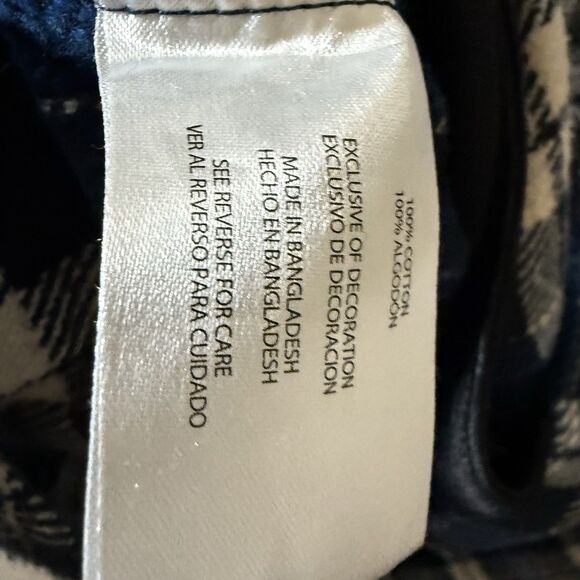 100% COTTON
100% ALGODÓN
EXCLUSIVE OF DECORATION
EXCLUSIVO DE DECORACION
MADE IN BANGLADESH
HECHO EN BANGLADESH
SEE REVERSE FOR CARE
VER AL REVERSO PARA CUIDADO